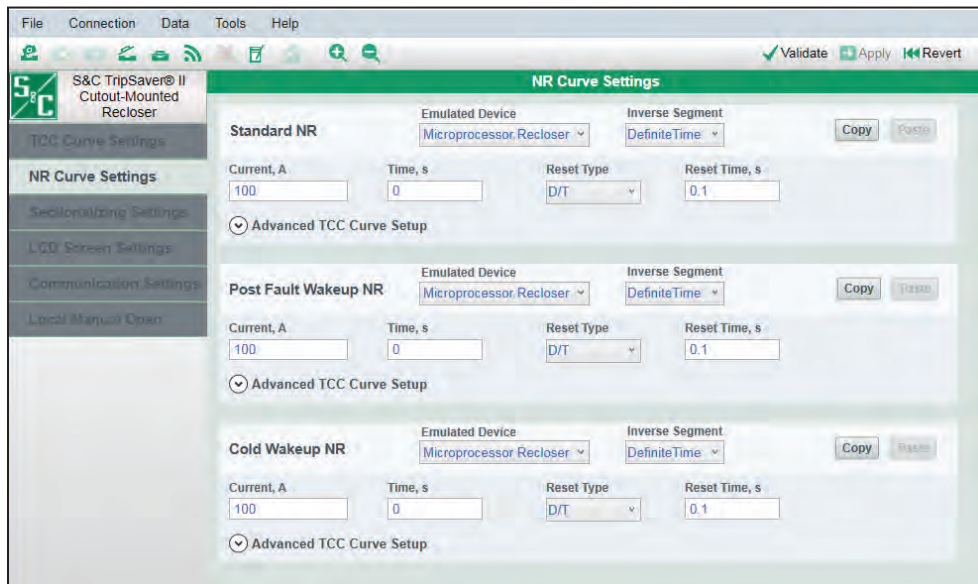 File Connection Data Tools Help
Validate Apply Revert
S&C
S&C TripSaver® II
Cutout-Mounted
Recloser
TCC Curve Settings
NR Curve Settings
Sectionalizing Settings
LCD Screen Settings
Communication Settings
Local Manual Open
NR Curve Settings
Standard NR
Emulated Device
Microprocessor Recloser
Inverse Segment
DefiniteTime
Copy Paste
Current, A Time, s Reset Type Reset Time, s
100 0 D/T 0.1
Advanced TCC Curve Setup
Post Fault Wakeup NR
Emulated Device
Microprocessor Recloser
Inverse Segment
DefiniteTime
Copy Paste
Current, A Time, s Reset Type Reset Time, s
100 0 D/T 0.1
Advanced TCC Curve Setup
Cold Wakeup NR
Emulated Device
Microprocessor Recloser
Inverse Segment
DefiniteTime
Copy Paste
Current, A Time, s Reset Type Reset Time, s
100 0 D/T 0.1
Advanced TCC Curve Setup